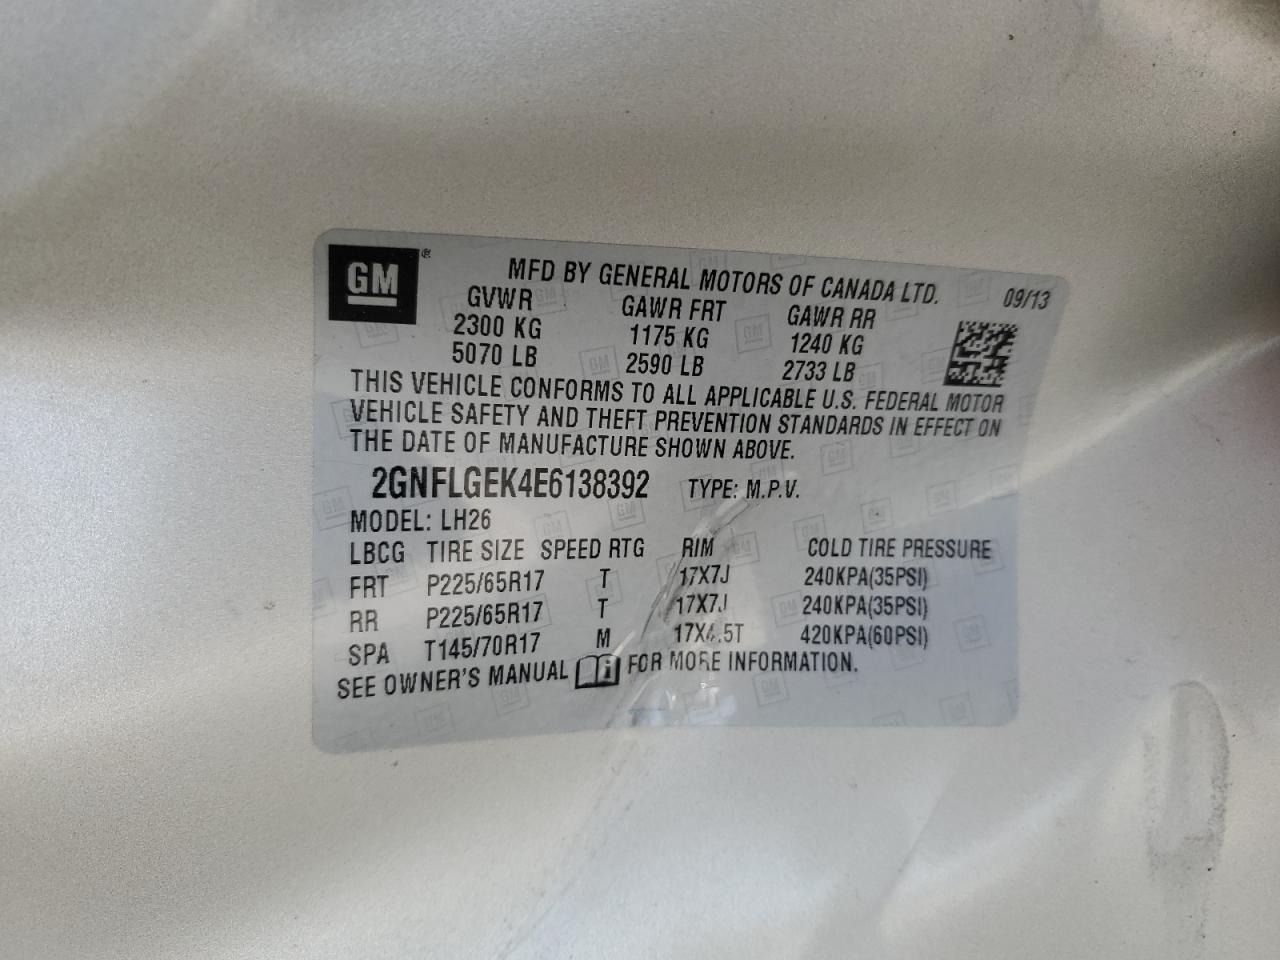 GM®
MFD BY GENERAL MOTORS OF CANADA LTD. 09/13
GVWR GAWR FRT GAWR RR
2300 KG 1175 KG 1240 KG
5070 LB 2590 LB 2733 LB
THIS VEHICLE CONFORMS TO ALL APPLICABLE U.S. FEDERAL MOTOR
VEHICLE SAFETY AND THEFT PREVENTION STANDARDS IN EFFECT ON
THE DATE OF MANUFACTURE SHOWN ABOVE.
2GNFLGEK4E6138392 TYPE: M.P.V.
MODEL: LH26
LBCG TIRE SIZE SPEED RTG RIM COLD TIRE PRESSURE
FRT P225/65R17 T 17X7J 240KPA(35PSI)
RR P225/65R17 T 17X7J 240KPA(35PSI)
SPA T145/70R17 M 17X4.5T 420KPA(60PSI)
SEE OWNER'S MANUAL i FOR MORE INFORMATION.